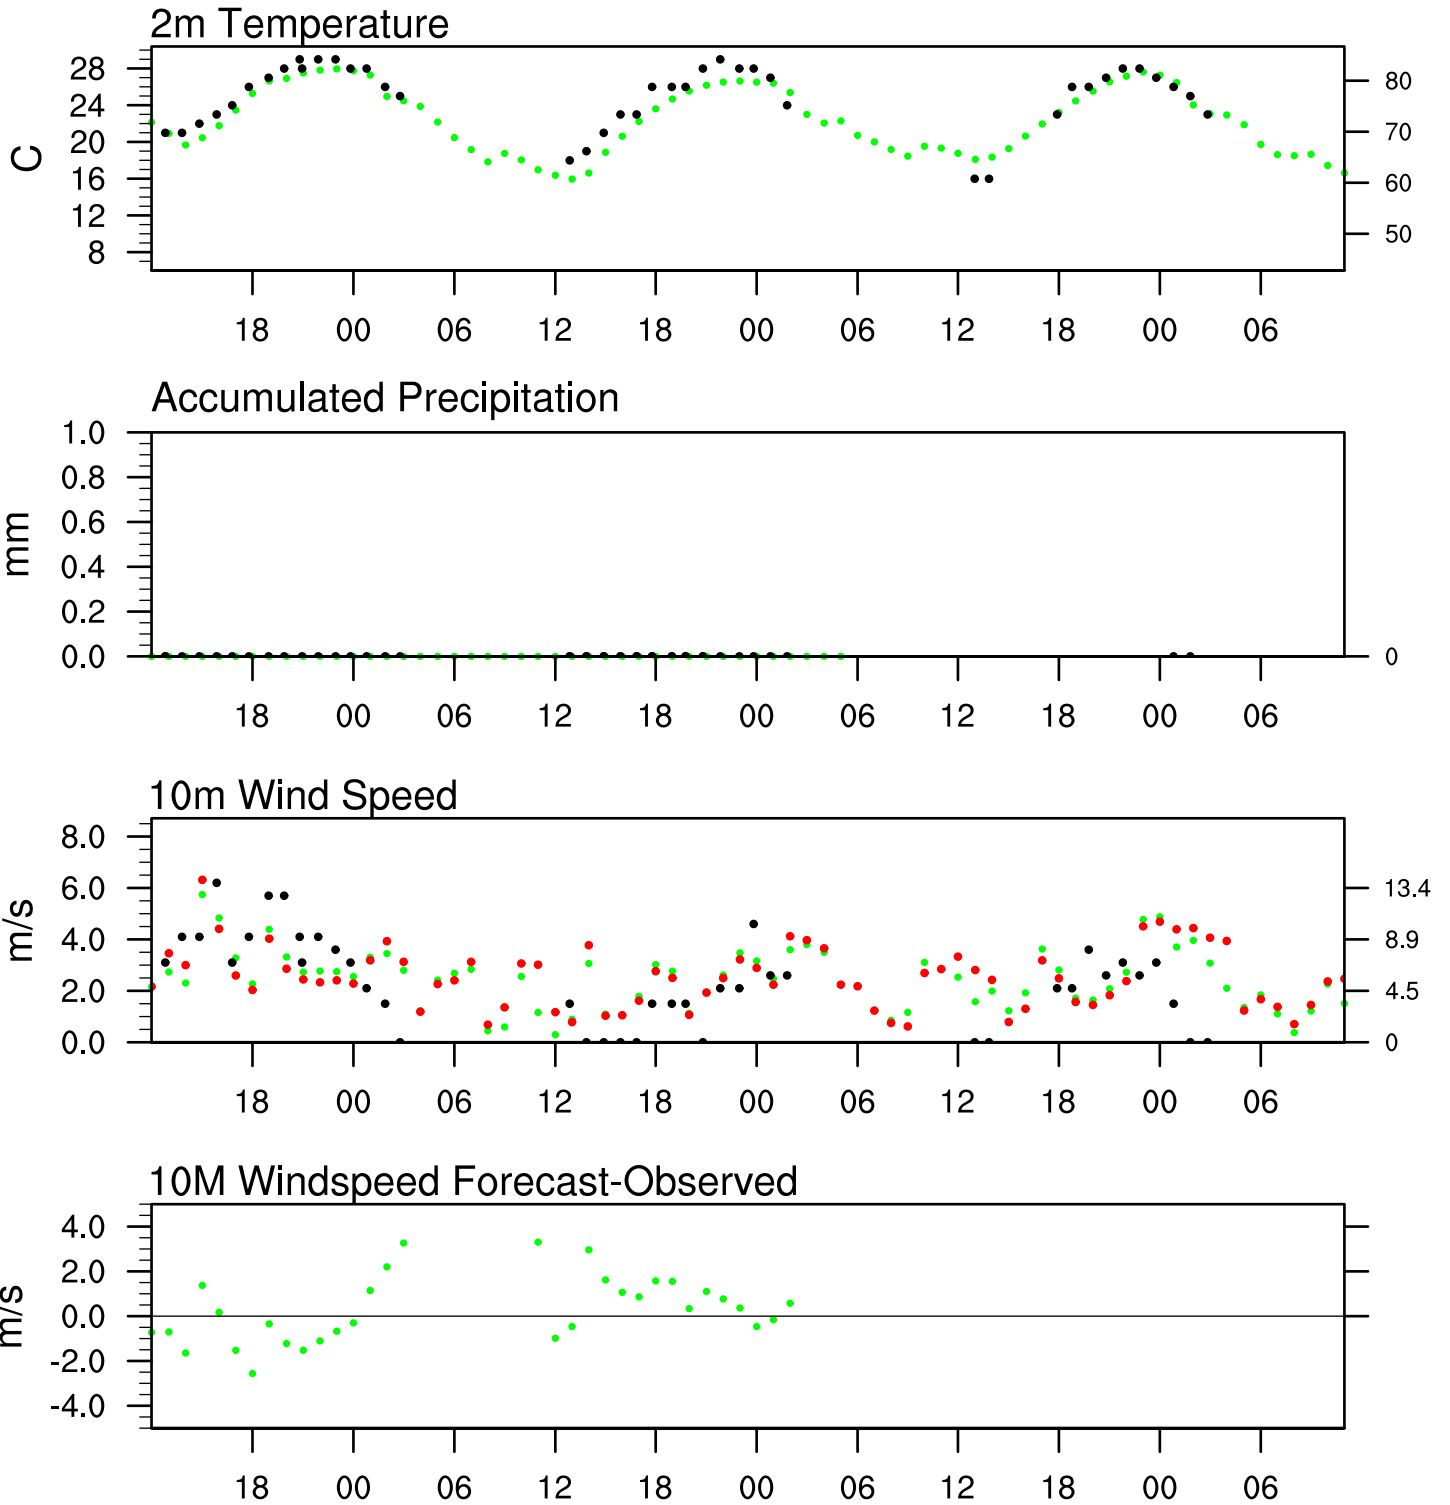 2m Temperature
28
24
20
16
12
8
C
80
70
60
50
18 00 06 12 18 00 06 12 18 00 06
Accumulated Precipitation
1.0
0.8
0.6
0.4
0.2
0.0
mm
0
18 00 06 12 18 00 06 12 18 00 06
10m Wind Speed
8.0
6.0
4.0
2.0
0.0
m/s
13.4
8.9
4.5
0
18 00 06 12 18 00 06 12 18 00 06
10M Windspeed Forecast-Observed
4.0
2.0
0.0
-2.0
-4.0
m/s
18 00 06 12 18 00 06 12 18 00 06